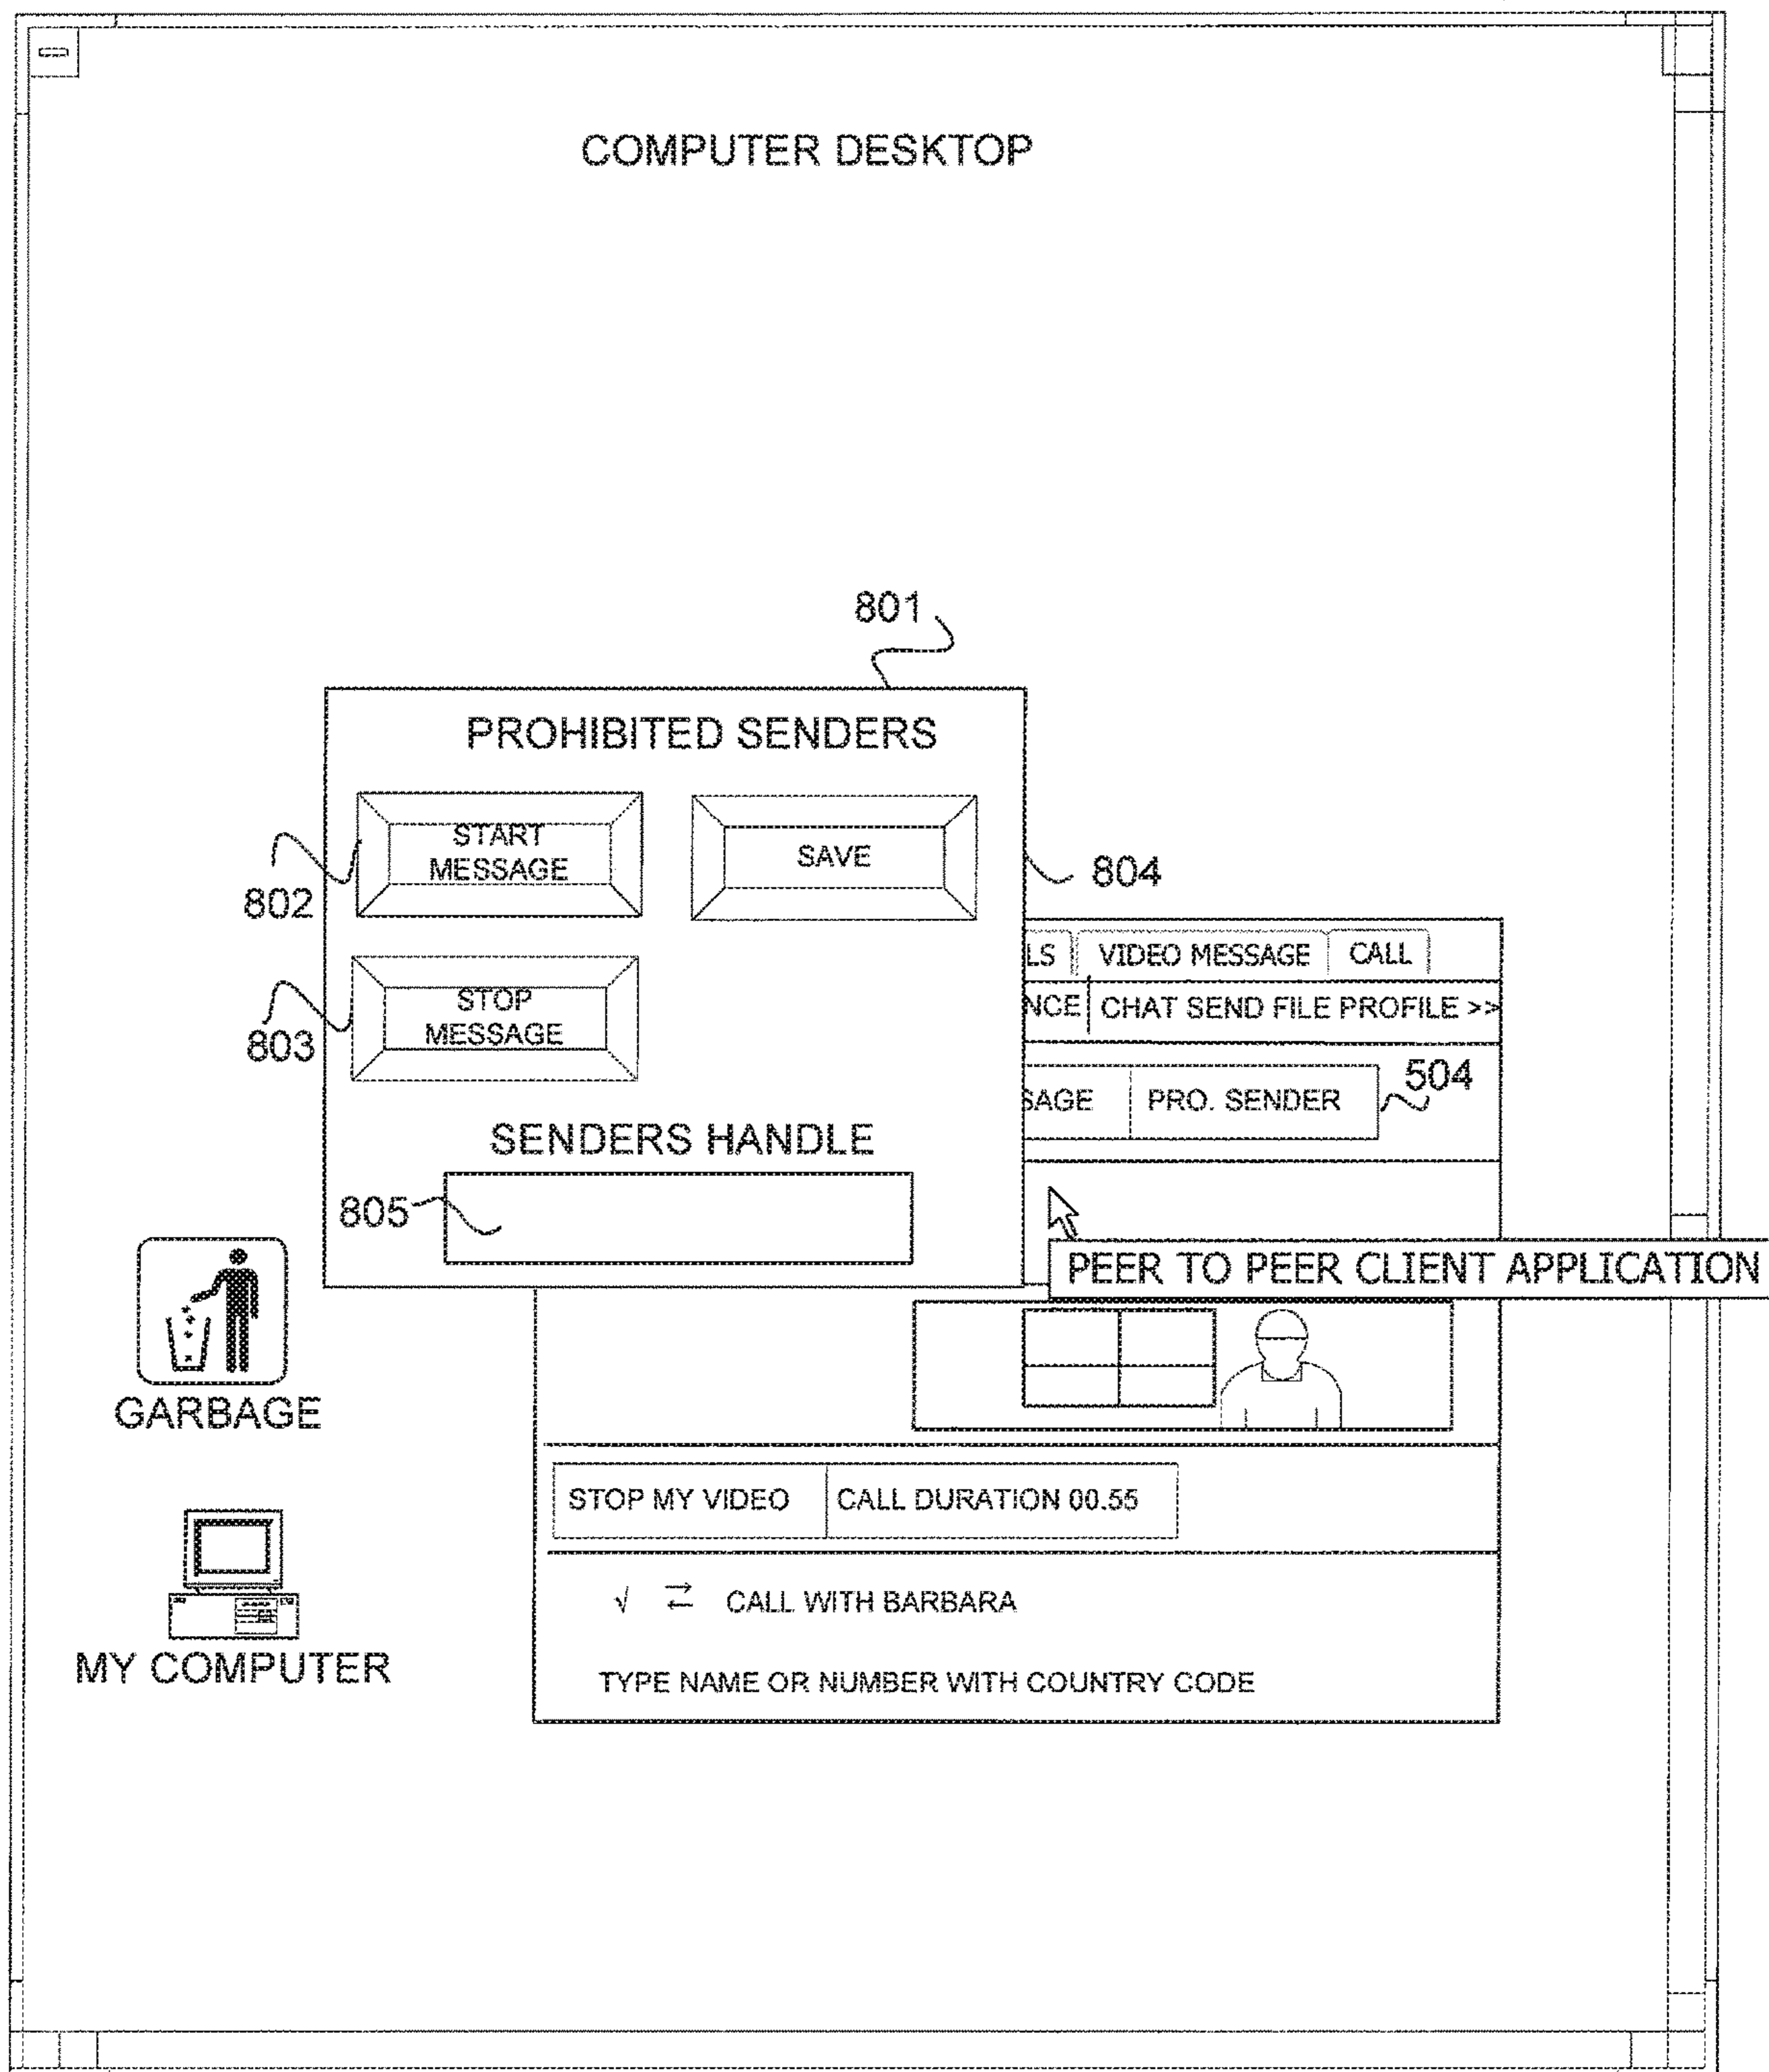 COMPUTER DESKTOP
801
PROHIBITED SENDERS
START
MESSAGE
SAVE
802
804
STOP
MESSAGE
803
LS VIDEO MESSAGE CALL
NCE CHAT SEND FILE PROFILE >>
SAGE PRO. SENDER
504
SENDERS HANDLE
805
PEER TO PEER CLIENT APPLICATION
GARBAGE
STOP MY VIDEO CALL DURATION 00.55
√ ⇄ CALL WITH BARBARA
MY COMPUTER
TYPE NAME OR NUMBER WITH COUNTRY CODE